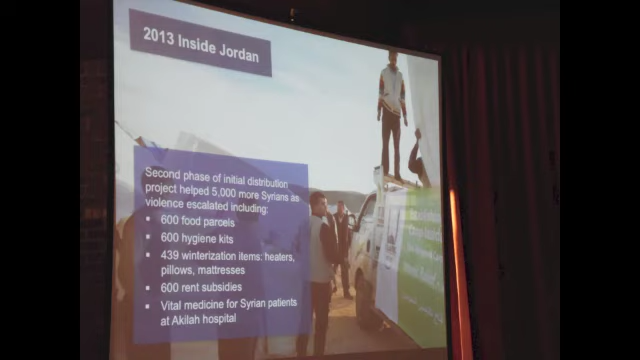 2013 Inside Jordan
Second phase of initial distribution
project helped 5,000 more Syrians as
violence escalated including:
▪ 600 food parcels
▪ 600 hygiene kits
▪ 439 winterization items: heaters,
pillows, mattresses
▪ 600 rent subsidies
▪ Vital medicine for Syrian patients
at Akilah hospital